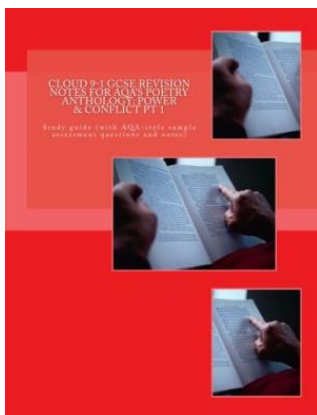 CLOUD 9-1 GCSE REVISION
NOTES FOR AQA'S POETRY
ANTHOLOGY: POWER
& CONFLICT PT 1
Study guide (with AQA-style sample
assessment questions and notes)